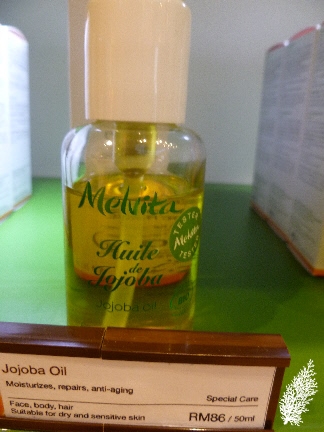 Melvita
TESTER
Melvita
TESTER
Huile
de
Jojoba
Jojoba oil
Jojoba Oil
Moisturizes, repairs, anti-aging
Special Care
Face, body, hair
Suitable for dry and sensitive skin
RM86 / 50ml